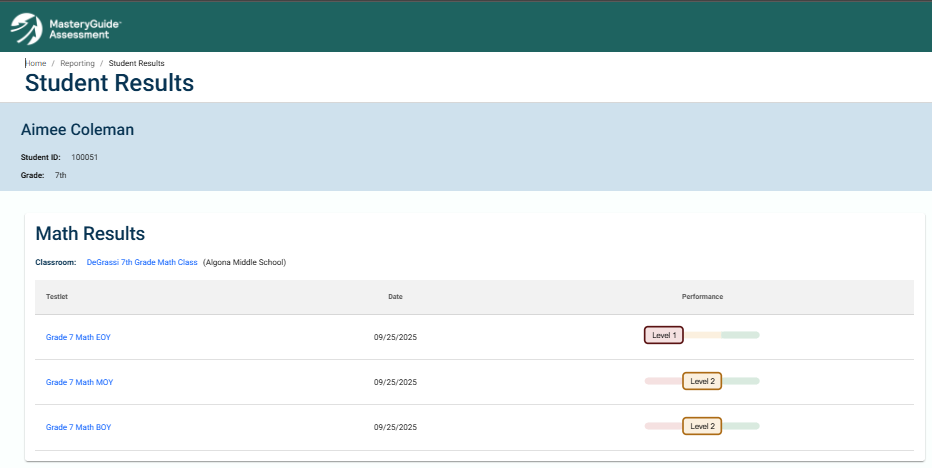 MasteryGuide™
Assessment
Home / Reporting / Student Results
Student Results
Aimee Coleman
Student ID: 100051
Grade: 7th
Math Results
Classroom: DeGrassi 7th Grade Math Class (Algona Middle School)
Testlet Date Performance
Grade 7 Math EOY 09/25/2025 Level 1
Grade 7 Math MOY 09/25/2025 Level 2
Grade 7 Math BOY 09/25/2025 Level 2